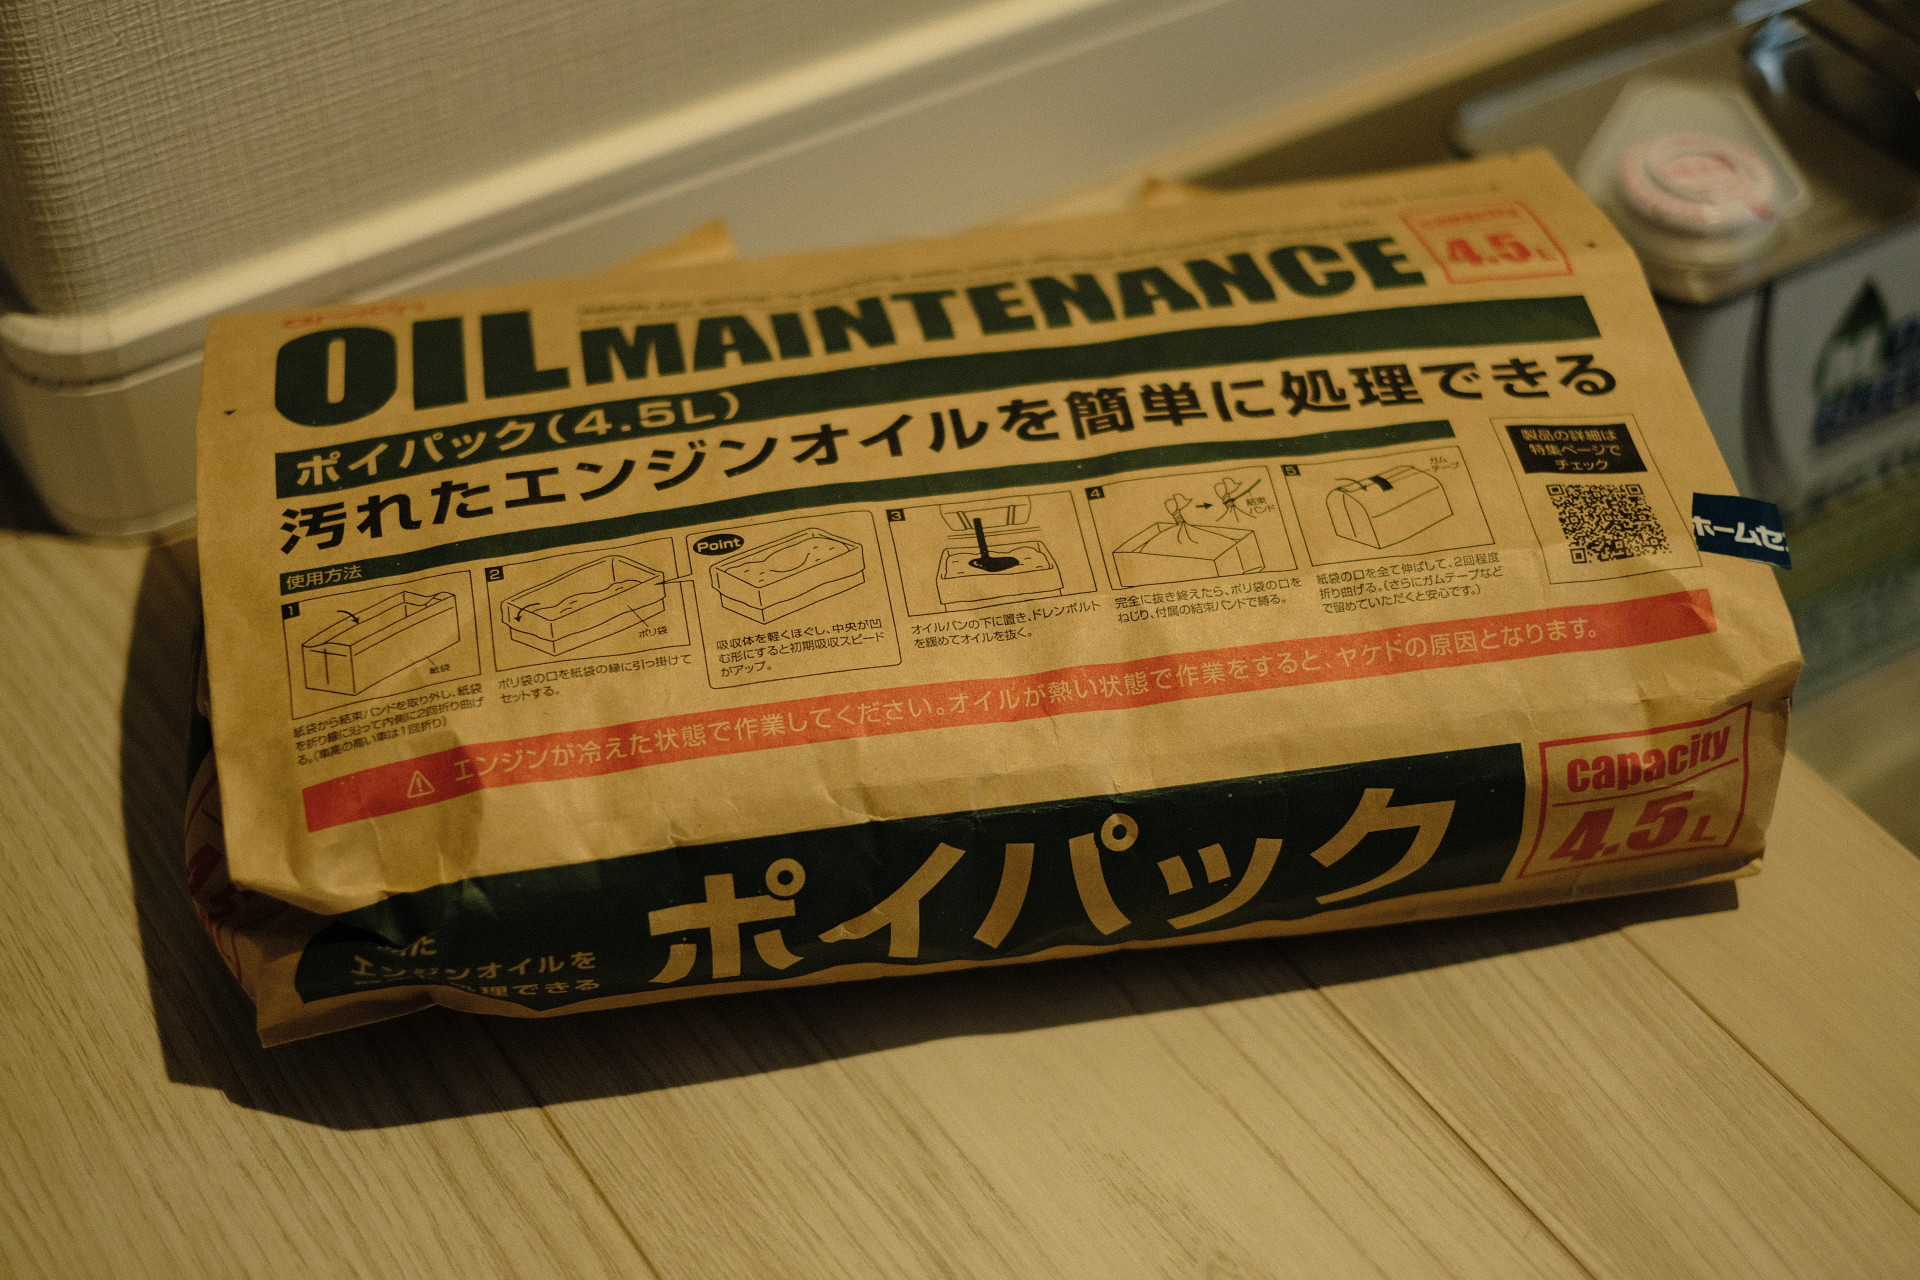 OIL MAINTENANCE
capacity
4.5L
ポイパック(4.5L)
汚れたエンジンオイルを簡単に処理できる
製品の詳細は
特集ページで
チェック
ホームセ
使用方法
1
紙袋
紙袋から結束バンドを取り外し、紙袋
を折り線に沿って内側に2回折り曲げ
る。(車高の高い車は1回折り)
2
ポリ袋
ポリ袋の口を紙袋の縁に引っ掛けて
セットする。
Point
吸収体を軽くほぐし、中央が凹
む形にすると初期吸収スピード
がアップ。
3
オイルパンの下に置き、ドレンボルト
を緩めてオイルを抜く。
4
結束
バンド
完全に抜き終えたら、ポリ袋の口を
ねじり、付属の結束バンドで縛る。
5
ガム
テープ
紙袋の口を全て伸ばして、2回程度
折り曲げる。(さらにガムテープなど
で留めていただくと安心です。)
エンジンが冷えた状態で作業してください。オイルが熱い状態で作業をすると、ヤケドの原因となります。
エンジンオイルを
理できる
ポイパック
capacity
4.5L